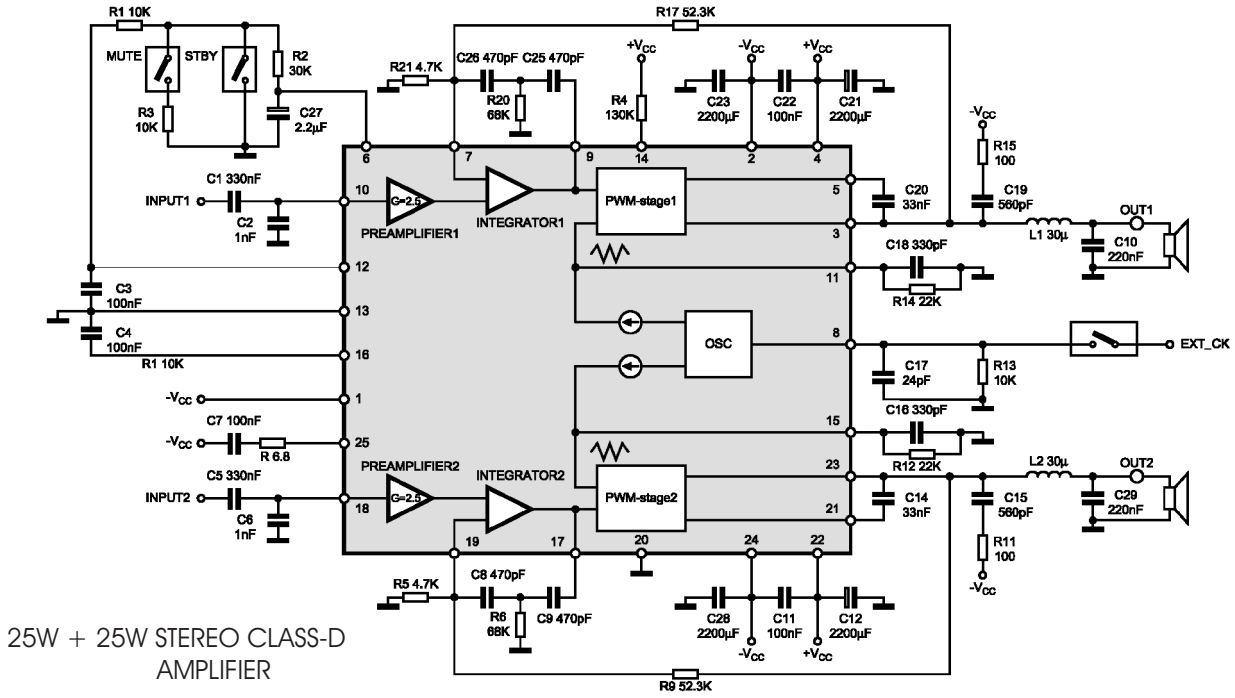 R1 10K
R17 52.3K
MUTE
STBY
R2
30K
R3
10K
C27
2.2µF
R21 4.7K
C26 470pF
C25 470pF
R20
68K
+VCC
R4
130K
-VCC
+VCC
C23
2200µF
C22
100nF
C21
2200µF
-VCC
R15
100
C19
560pF
6
7
9
14
2
4
INPUT1
C1 330nF
C2
1nF
10
G=2.5
PREAMPLIFIER1
INTEGRATOR1
PWM-stage1
5
3
C20
33nF
L1 30µ
OUT1
C10
220nF
12
C3
100nF
13
C4
100nF
R1 10K
16
11
C18 330pF
R14 22K
OSC
8
EXT_CK
C17
24pF
R13
10K
-VCC
1
-VCC
C7 100nF
R 6.8
25
15
C16 330pF
R12 22K
INPUT2
C5 330nF
C6
1nF
18
PREAMPLIFIER2
G=2.5
INTEGRATOR2
PWM-stage2
23
21
C14
33nF
C15
560pF
R11
100
-VCC
L2 30µ
OUT2
C29
220nF
19
17
20
24
22
R5 4.7K
C8 470pF
R6
68K
C9 470pF
C28
2200µF
C11
100nF
C12
2200µF
-VCC
+VCC
R9 52.3K
25W + 25W STEREO CLASS-D
AMPLIFIER